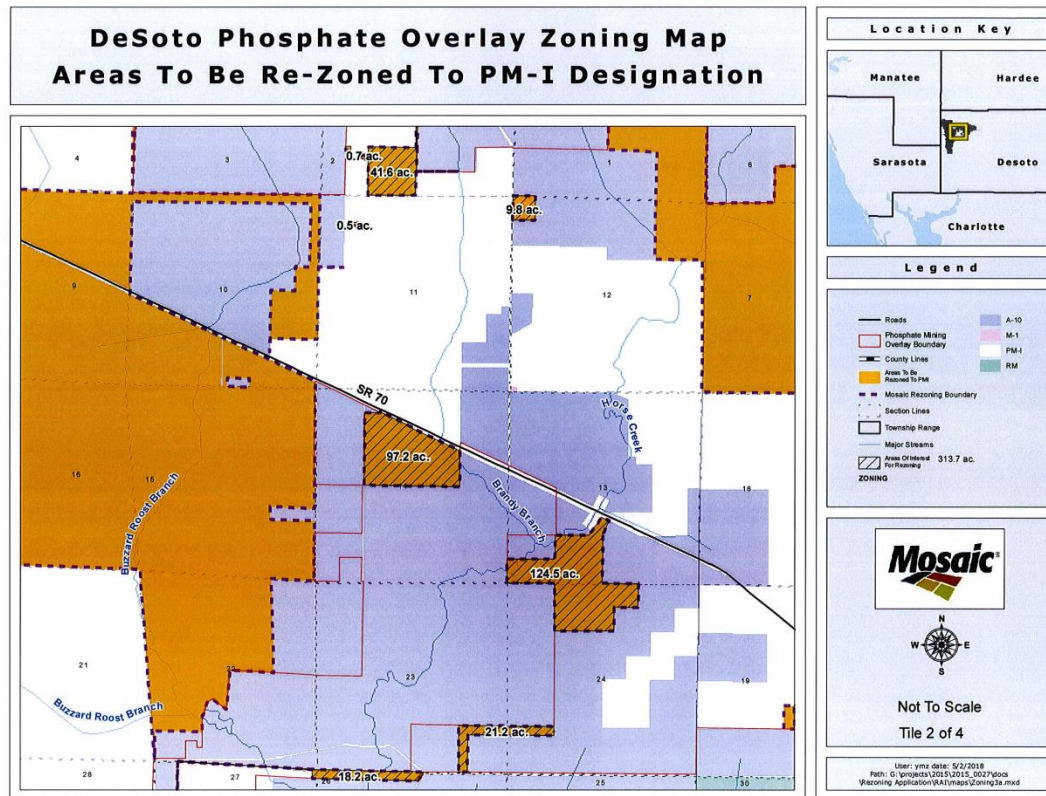 DeSoto Phosphate Overlay Zoning Map
Areas To Be Re-Zoned To PM-I Designation
4
3
2
0.7 ac.
41.6 ac.
1
6
9.8 ac.
0.5 ac.
9
10
11
12
7
SR 70
Horse Creek
97.2 ac.
16
15
Buzzard Roost Branch
Brandy Branch
13
18
124.5 ac.
21
22
23
24
19
Buzzard Roost Branch
21.2 ac.
28
27
18.2 ac.
26
25
30
Location Key
Manatee
Hardee
Sarasota
Desoto
Charlotte
Legend
Roads
Phosphate Mining
Overlay Boundary
County Lines
Areas To Be
Rezoned To PMI
Mosaic Rezoning Boundary
Section Lines
Township Range
Major Streams
Areas Of Interest
For Rezoning
313.7 ac.
ZONING
A-10
M-1
PM-I
RM
Mosaic®
N
W
E
S
Not To Scale
Tile 2 of 4
User: ymz date: 5/2/2018
Path: G:\projects\2015\2015_0027\docs
\Rezoning Application\RAI\maps\Zoning3a.mxd